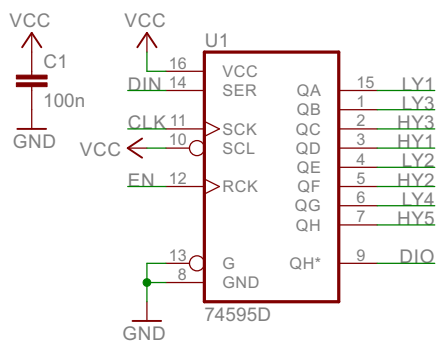 VCC VCC
C1 U1
100n
GND
16 VCC
DIN 14 SER QA 15 LY1
QB 1 LY3
CLK 11 SCK QC 2 HY3
VCC 10 SCL QD 3 HY1
QE 4 LY2
EN 12 RCK QF 5 HY2
QG 6 LY4
QH 7 HY5
13 G QH* 9 DIO
8 GND
74595D
GND